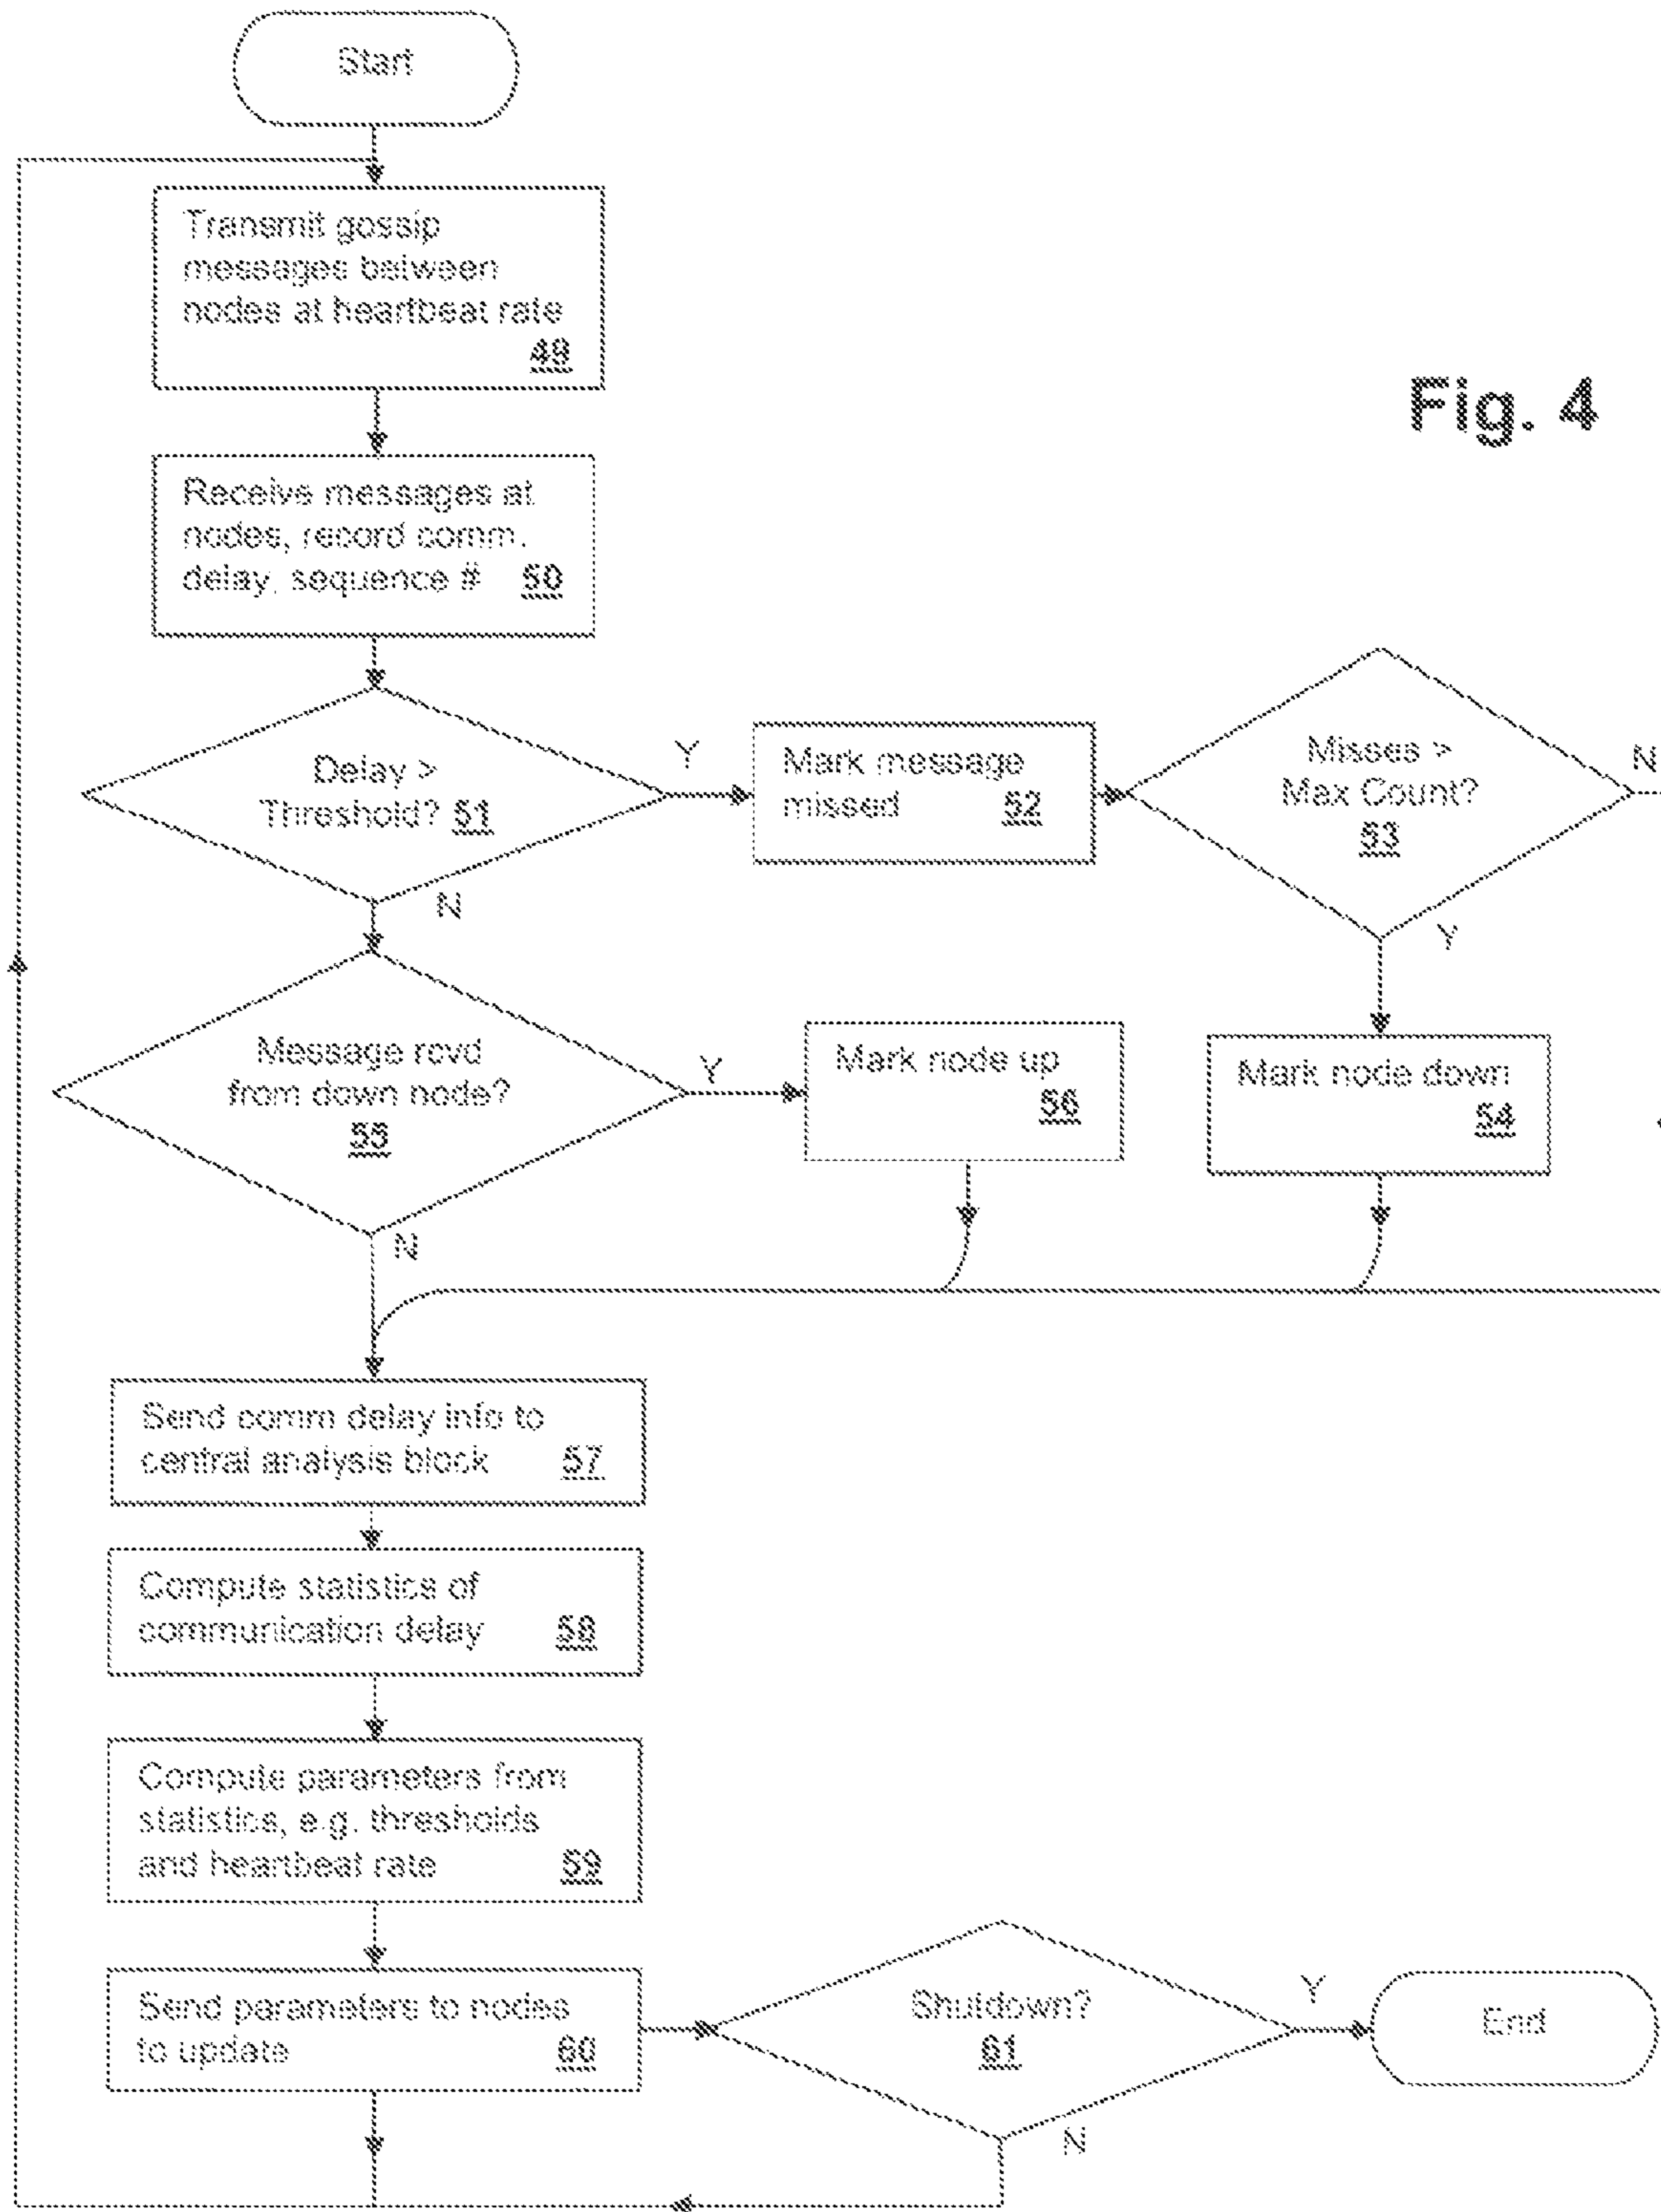 Start
Transmit gossip
messages between
nodes at heartbeat rate
49
Fig. 4
Receive messages at
nodes, record comm.
delay, sequence # 50
Delay >
Threshold? 51
Y
N
Mark message
missed 52
Misses >
Max Count?
53
N
Y
Message rcvd
from down node?
55
Y
N
Mark node up
56
Mark node down
54
Send comm delay info to
central analysis block 57
Compute statistics of
communication delay 58
Compute parameters from
statistics, e.g. thresholds
and heartbeat rate 59
Send parameters to nodes
to update 60
Shutdown?
61
Y
N
End